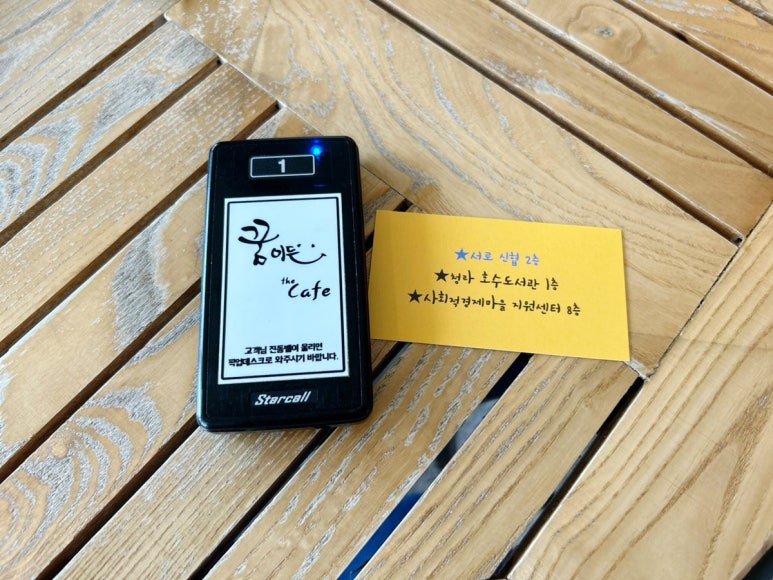 1
꿈이든
the
Cafe
고객님 진동벨이 울리면
픽업데스크로 와주시기 바랍니다.
Starcall
★서로 신협 2층
★청라 호수도서관 1층
★사회적경제마을 지원센터 8층